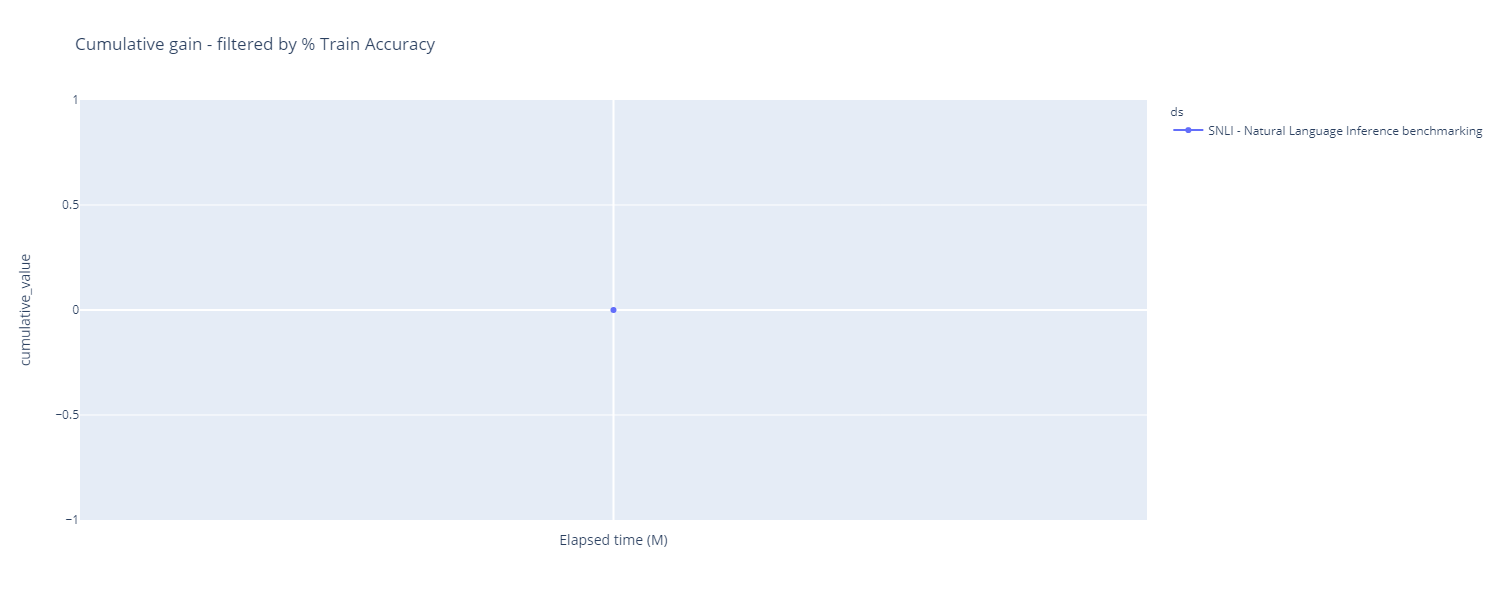 Cumulative gain - filtered by % Train Accuracy
1
0.5
0
−0.5
−1
cumulative_value
Elapsed time (M)
ds
SNLI - Natural Language Inference benchmarking